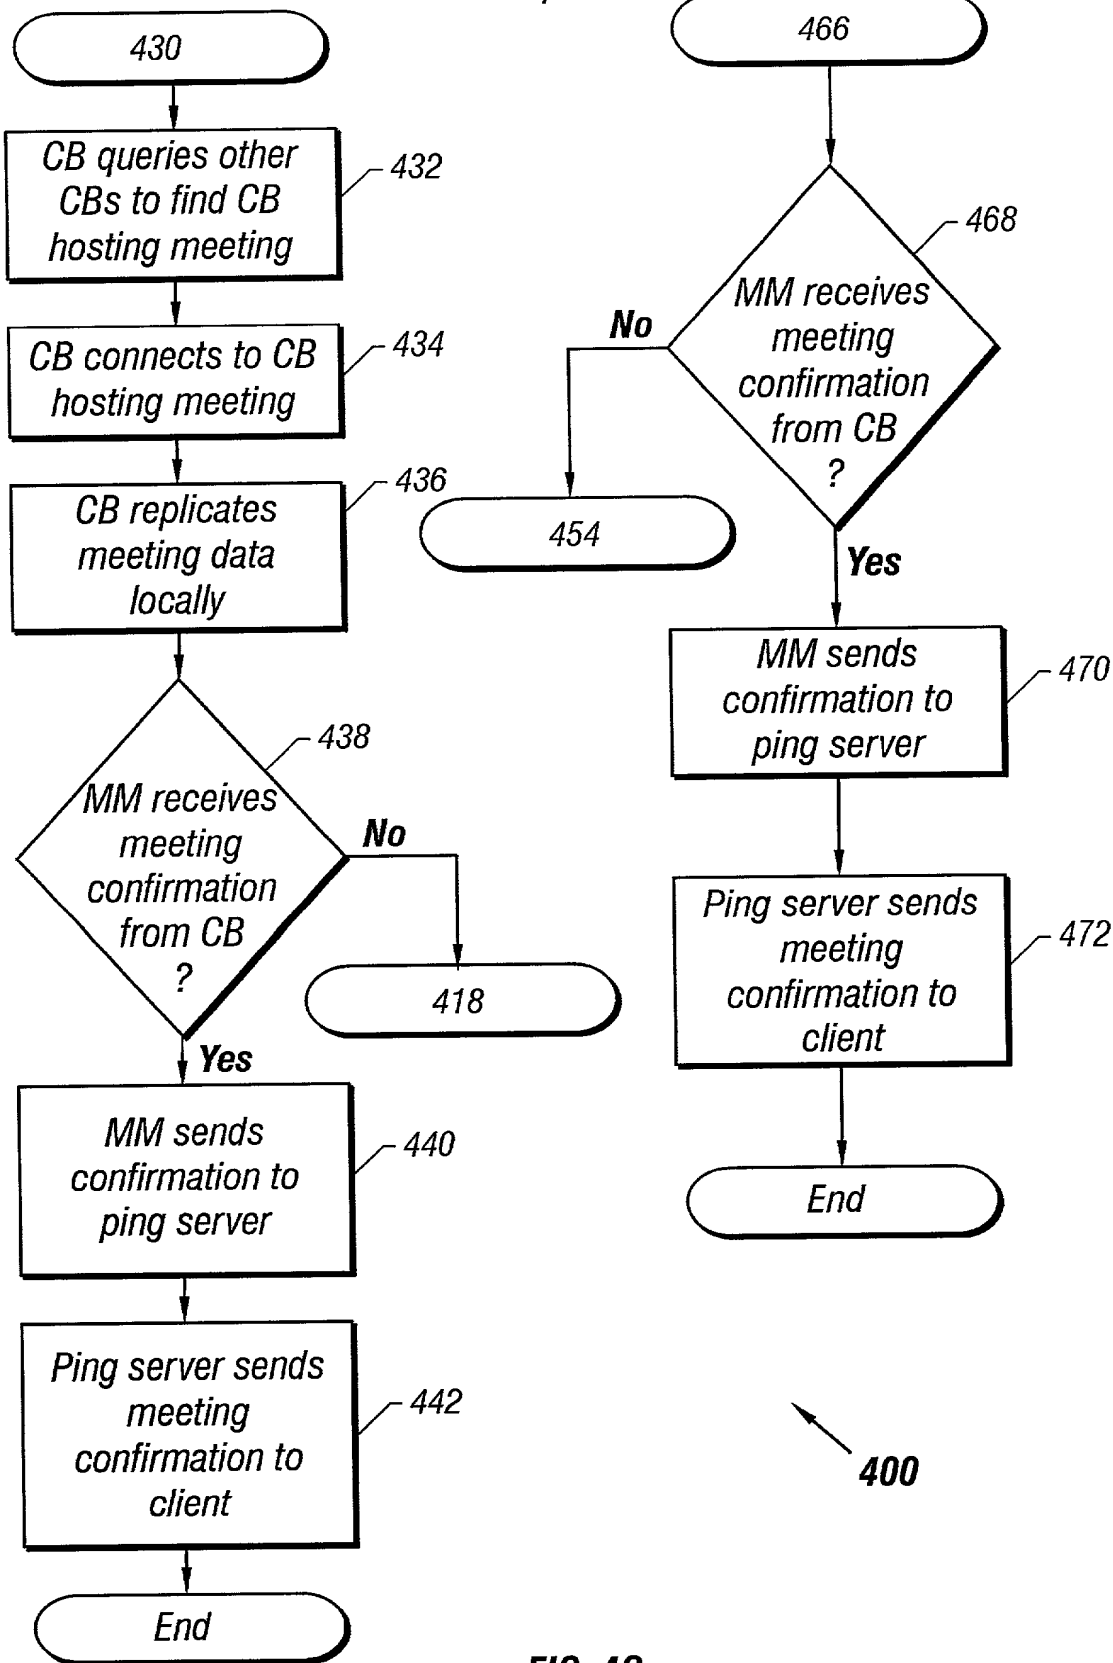 430
CB queries other
CBs to find CB
hosting meeting
432
CB connects to CB
hosting meeting
434
CB replicates
meeting data
locally
436
MM receives
meeting
confirmation
from CB
?
438
No
418
Yes
MM sends
confirmation to
ping server
440
Ping server sends
meeting
confirmation to
client
442
End
466
MM receives
meeting
confirmation
from CB
?
468
No
454
Yes
MM sends
confirmation to
ping server
470
Ping server sends
meeting
confirmation to
client
472
End
400